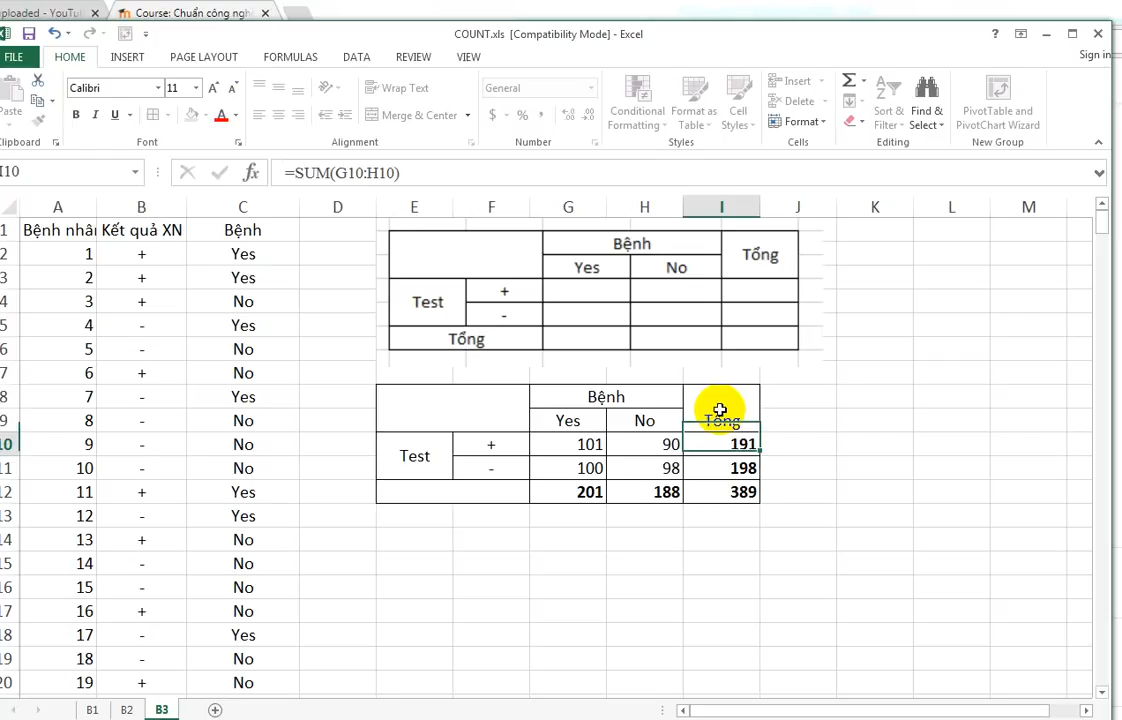 uploaded - YouTu
Course: Chuẩn công ngh
COUNT.xls [Compatibility Mode] - Excel
Sign in
FILE HOME INSERT PAGE LAYOUT FORMULAS DATA REVIEW VIEW
Calibri 11
Wrap Text
General
Insert
Delete
Format
Paste
B I U
Merge & Center
$ %
Conditional Formatting
Format as Table
Cell Styles
Sort & Filter
Find & Select
PivotTable and PivotChart Wizard
Clipboard Font Alignment Number Styles Cells Editing New Group
I10 =SUM(G10:H10)
A B C D E F G H I J K L M
1 Bệnh nhân Kết quả XN Bệnh
2 1 + Yes
3 2 + Yes
4 3 + No
5 4 - Yes
6 5 - No
7 6 + No
8 7 - Yes
9 8 - No
10 9 - No
11 10 - No
12 11 + Yes
13 12 - Yes
14 13 + No
15 14 - No
16 15 - No
17 16 + No
18 17 - Yes
19 18 - No
20 19 + No
Bệnh Tổng
Yes No
Test +
-
Tổng
Bệnh Tổng
Yes No
Test + 101 90 191
- 100 98 198
201 188 389
B1 B2 B3